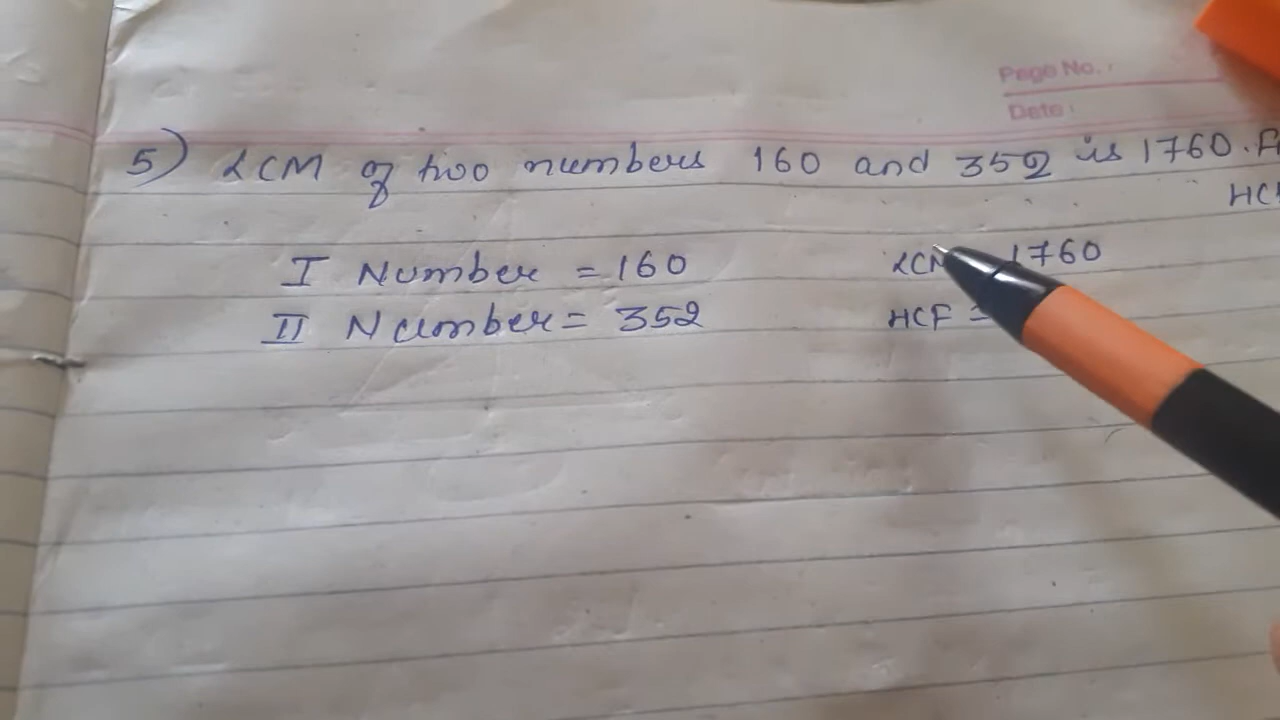 Page No. :
Date :
5) LCM of two numbers 160 and 352 is 1760.
I Number = 160
LCM 1760
II Number = 352
HCF =